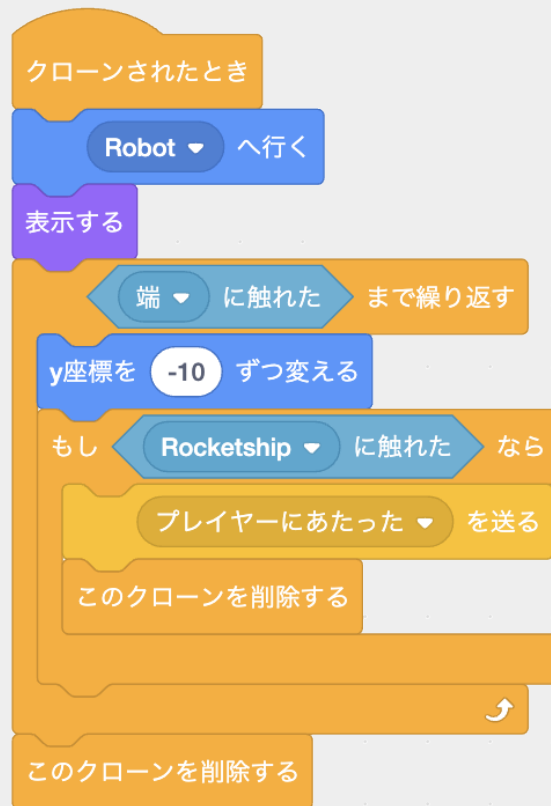 クローンされたとき
Robot へ行く
表示する
端 に触れた まで繰り返す
y座標を -10 ずつ変える
もし Rocketship に触れた なら
プレイヤーにあたった を送る
このクローンを削除する
このクローンを削除する